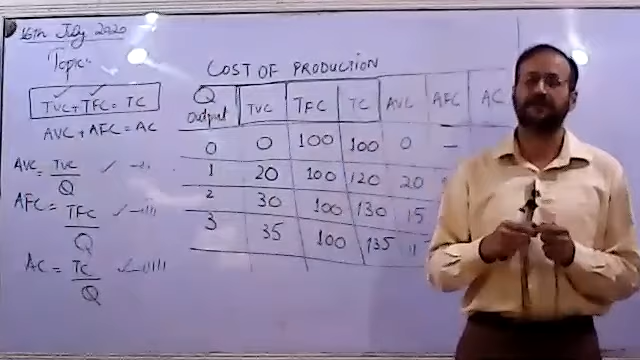 16th July 2020
Topic:-
COST OF PRODUCTION
TVC + TFC = TC
AVC + AFC = AC
AVC = TVC / Q
AFC = TFC / Q
AC = TC / Q
Q output TVC TFC TC AVC AFC AC
0 0 100 100 0 –
1 20 100 120 20
2 30 100 130 15
3 35 100 135